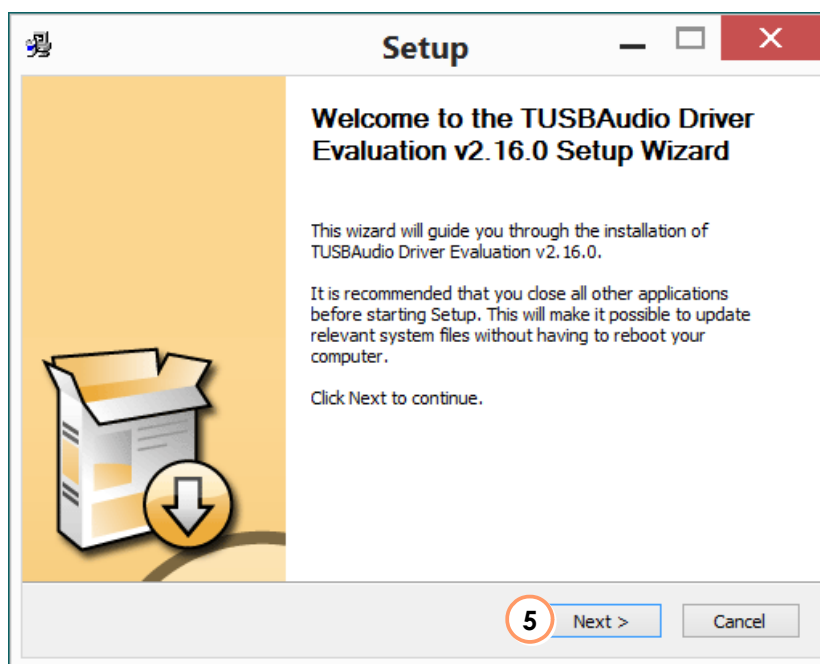 Setup
Welcome to the TUSBAudio Driver
Evaluation v2.16.0 Setup Wizard
This wizard will guide you through the installation of
TUSBAudio Driver Evaluation v2.16.0.
It is recommended that you close all other applications
before starting Setup. This will make it possible to update
relevant system files without having to reboot your
computer.
Click Next to continue.
5 Next > Cancel